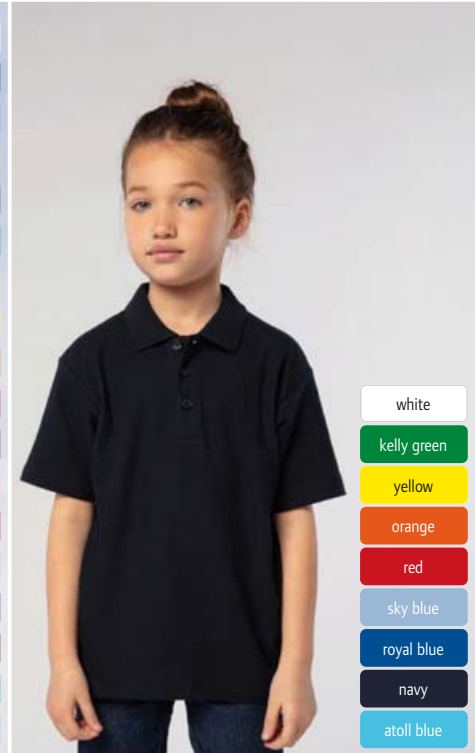 white
kelly green
yellow
orange
red
sky blue
royal blue
navy
atoll blue